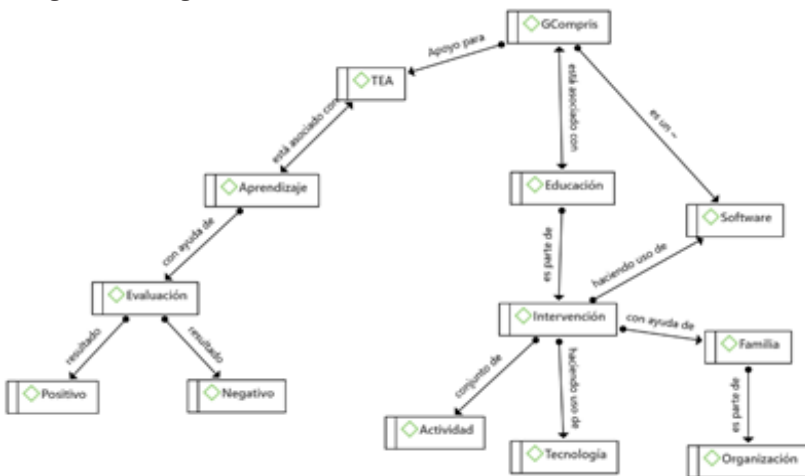 GCompris
Apoyo para
TEA
está asociado con
es un ~
está asociado con
Aprendizaje
Educación
Software
con ayuda de
es parte de
haciendo uso de
Evaluación
Intervención
con ayuda de
Familia
resultado
resultado
conjunto de
haciendo uso de
es parte de
Positivo
Negativo
Actividad
Tecnología
Organización